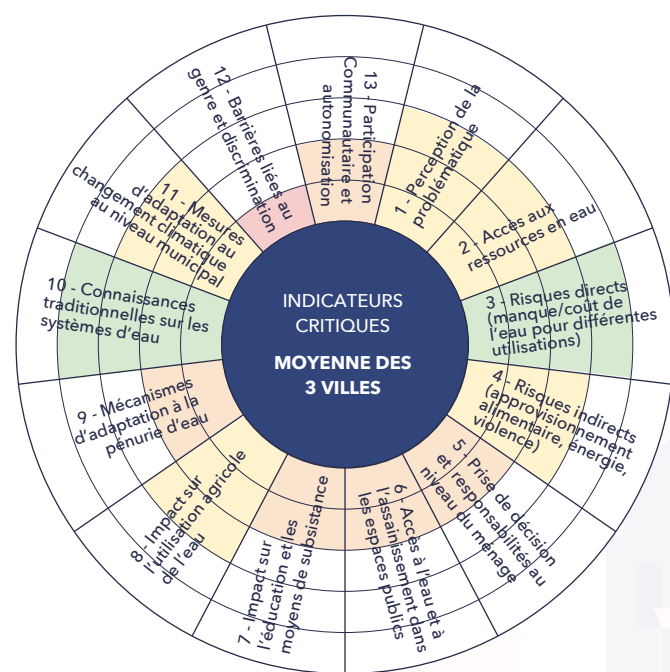 INDICATEURS
CRITIQUES
MOYENNE DES
3 VILLES
1 - Perception de la
problématique
2 - Accès aux
ressources en eau
3 - Risques directs
(manque/coût de
l'eau pour différentes
utilisations)
4 - Risques indirects
(approvisionnement
alimentaire, énergie,
violence)
5 - Prise de décision
et responsabilités au
niveau du ménage
6 - Accès à l'eau et à
l'assainissement dans
les espaces publics
7 - Impact sur
l'éducation et les
moyens de subsistance
8 - Impact sur
l'utilisation agricole
de l'eau
9 - Mécanismes
d'adaptation à la
pénurie d'eau
10 - Connaissances
traditionnelles sur les
systèmes d'eau
11 - Mesures
d'adaptation au
changement climatique
au niveau municipal
12 - Barrières liées au
genre et discrimination
13 - Participation
Communautaire et
autonomisation